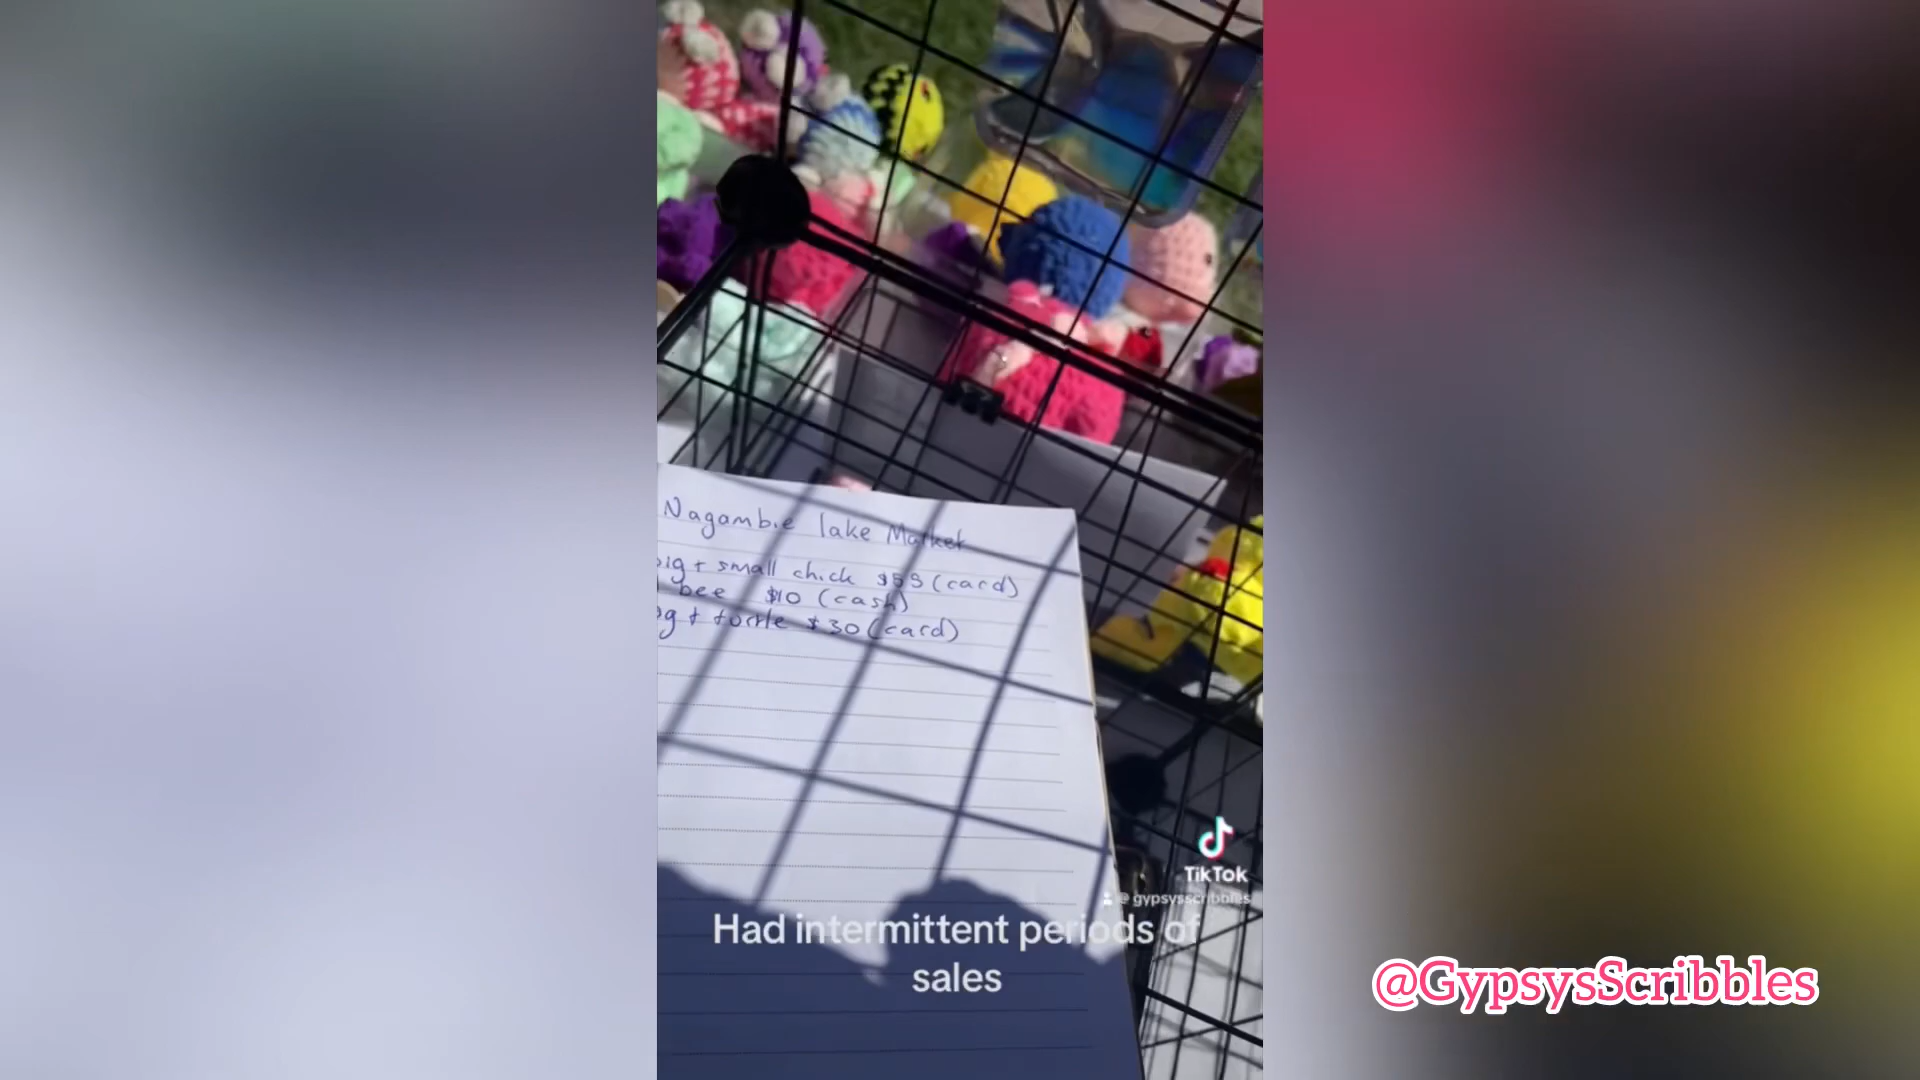 Nagambie lake Market
big + small chick $55 (card)
bee $10 (cash)
+ turtle $30 (card)
TikTok
@gypsysscribbles
Had intermittent periods of
sales
@GypsysScribbles